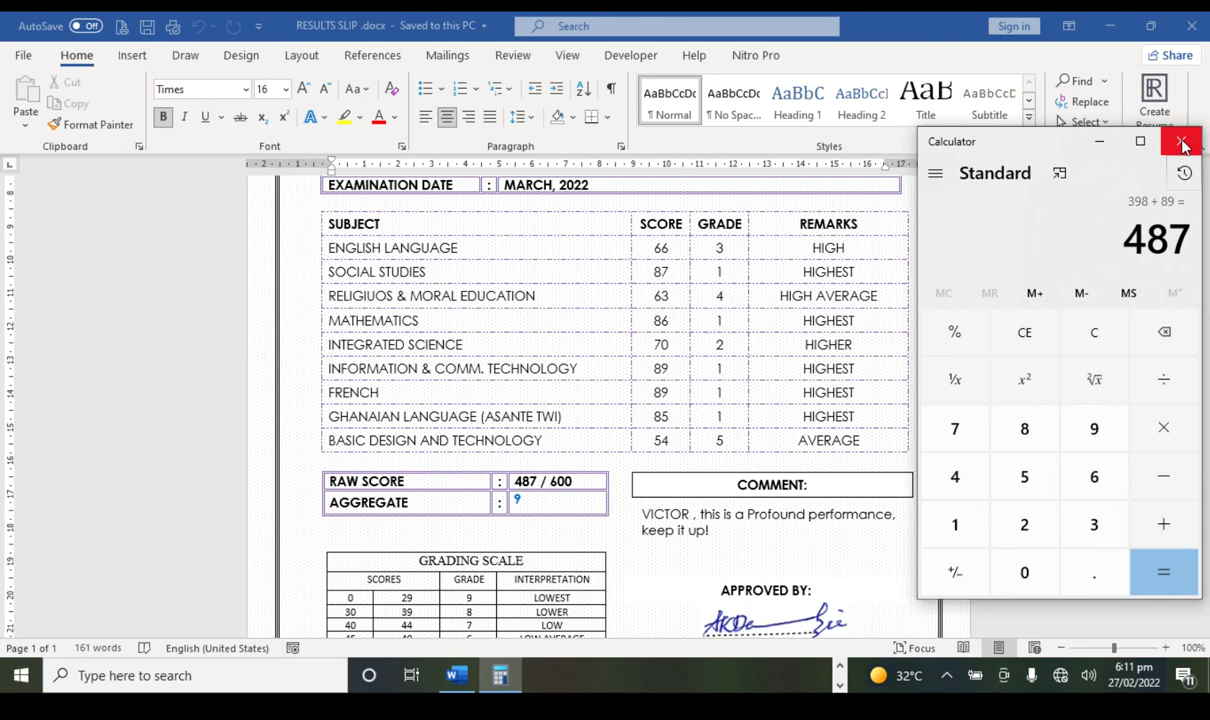 AutoSave Off RESULTS SLIP .docx - Saved to this PC Search Sign in
File Home Insert Draw Design Layout References Mailings Review View Developer Help Nitro Pro Share
Paste Cut Copy Format Painter
Times 16 Aa
B I U ab x₂ x² A A
AaBbCcDc AaBbCcDc AaBbC AaBbCcI AaB AaBbCcD
¶ Normal ¶ No Spac... Heading 1 Heading 2 Title Subtitle
Find Replace Select
Create
Clipboard Font Paragraph Styles
EXAMINATION DATE : MARCH, 2022
SUBJECT SCORE GRADE REMARKS
ENGLISH LANGUAGE 66 3 HIGH
SOCIAL STUDIES 87 1 HIGHEST
RELIGIUOS & MORAL EDUCATION 63 4 HIGH AVERAGE
MATHEMATICS 86 1 HIGHEST
INTEGRATED SCIENCE 70 2 HIGHER
INFORMATION & COMM. TECHNOLOGY 89 1 HIGHEST
FRENCH 89 1 HIGHEST
GHANAIAN LANGUAGE (ASANTE TWI) 85 1 HIGHEST
BASIC DESIGN AND TECHNOLOGY 54 5 AVERAGE
RAW SCORE : 487 / 600
AGGREGATE : 9
COMMENT:
VICTOR , this is a Profound performance,
keep it up!
GRADING SCALE
SCORES GRADE INTERPRETATION
0 29 9 LOWEST
30 39 8 LOWER
40 44 7 LOW
APPROVED BY:
Calculator
Standard
398 + 89 =
487
MC MR M+ M- MS M˅
% CE C
¹/x x² ²√x ÷
7 8 9 ×
4 5 6 −
1 2 3 +
+/− 0 . =
Page 1 of 1 161 words English (United States) Focus 100%
Type here to search 32°C 6:11 pm
27/02/2022 11